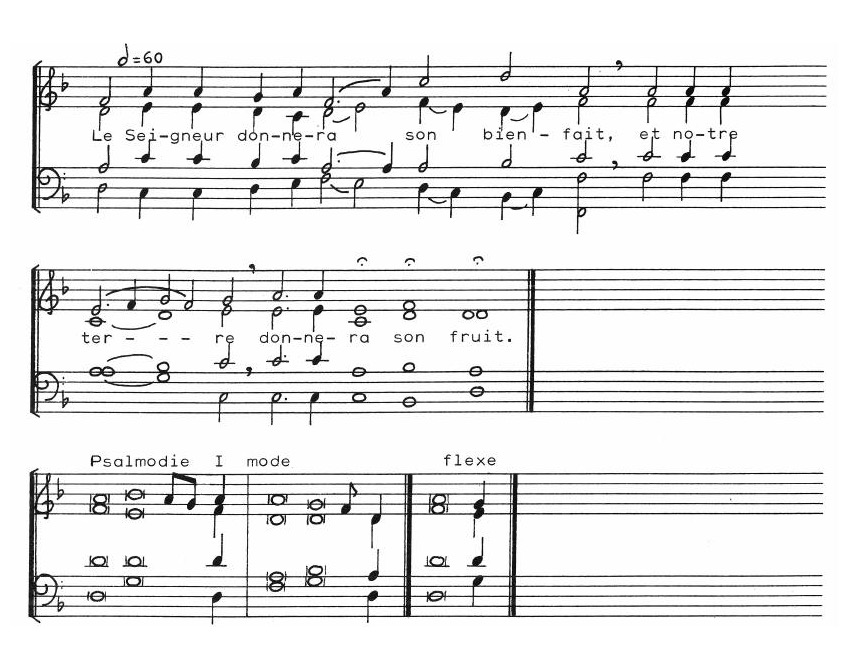 =60
Le Sei-gneur don-ne-ra son bien-fait, et no-tre
ter- - - re don-ne- ra son fruit.
Psalmodie I mode flexe